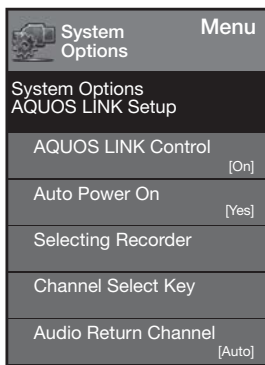 System
Options
Menu
System Options
AQUOS LINK Setup
AQUOS LINK Control
[On]
Auto Power On
[Yes]
Selecting Recorder
Channel Select Key
Audio Return Channel
[Auto]